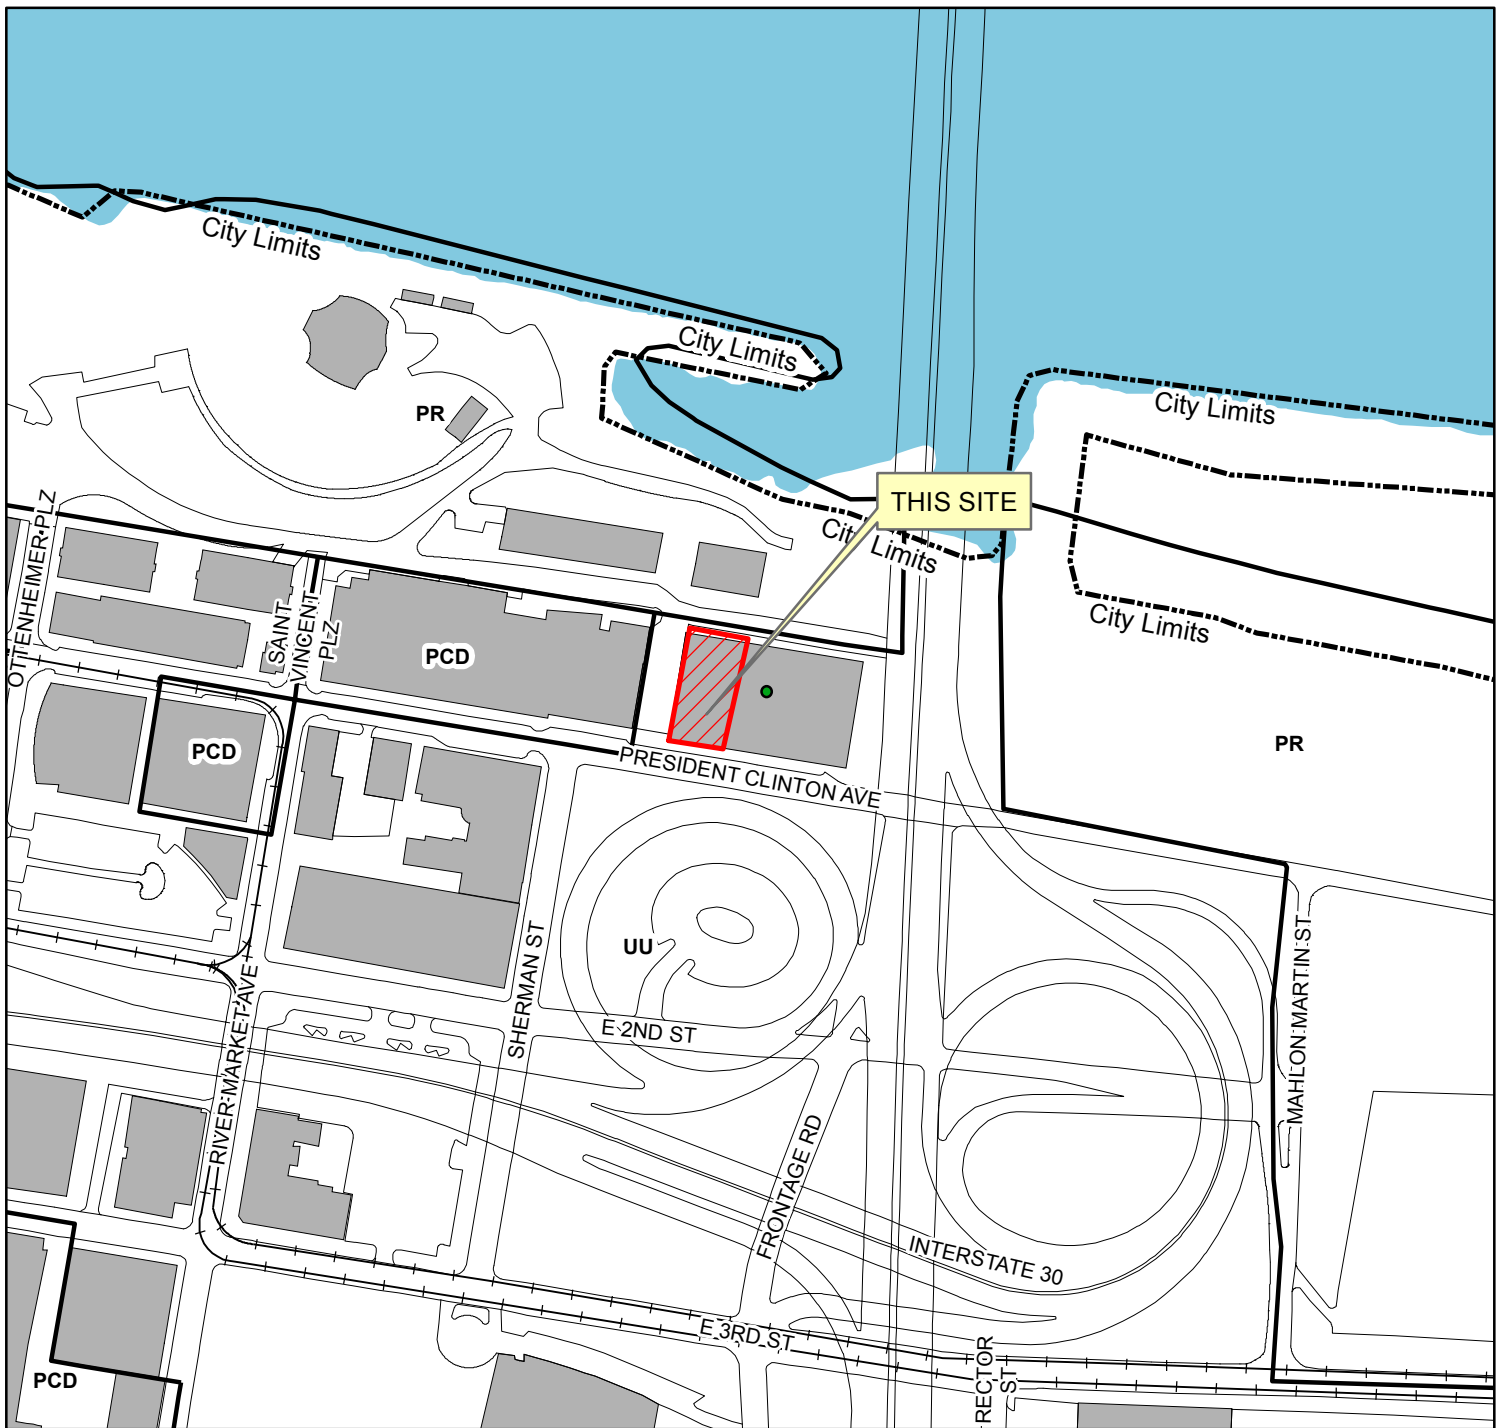 City Limits
City Limits
City Limits
PR
THIS SITE
City Limits
City Limits
OTTENHEIMER PLZ
SAINT
VINCENT
PLZ
PCD
PCD
PR
PRESIDENT CLINTON AVE
UU
SHERMAN ST
E 2ND ST
RIVER MARKET AVE
MAHLON MARTIN ST
FRONTAGE RD
INTERSTATE 30
E 3RD ST
RECTOR
ST
PCD